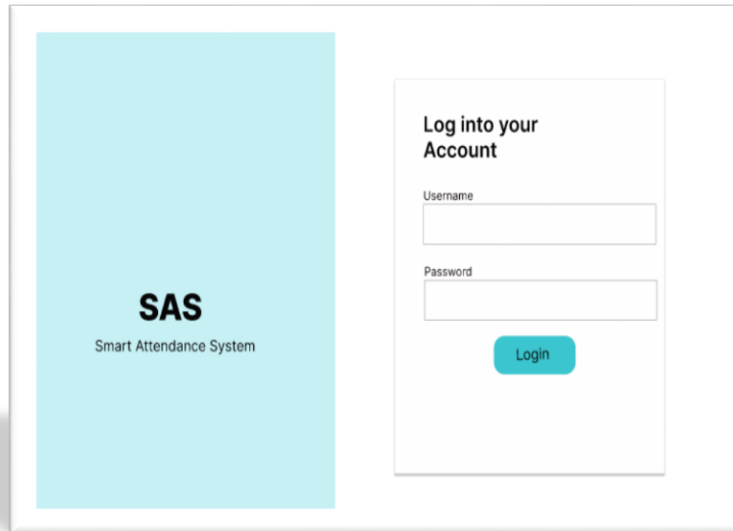 SAS
Smart Attendance System
Log into your
Account
Username
Password
Login